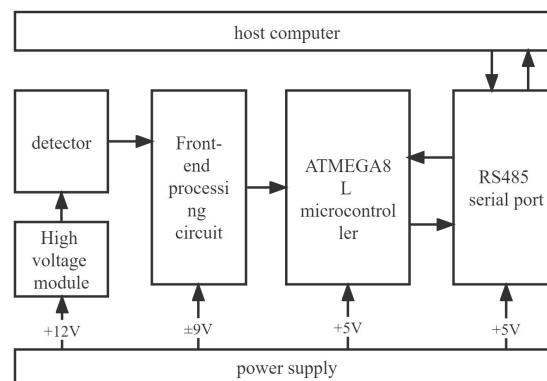 host computer
detector
Front-
end
processi
ng
circuit
ATMEGA8
L
microcontrol
ler
RS485
serial port
High
voltage
module
+12V
±9V
+5V
+5V
power supply